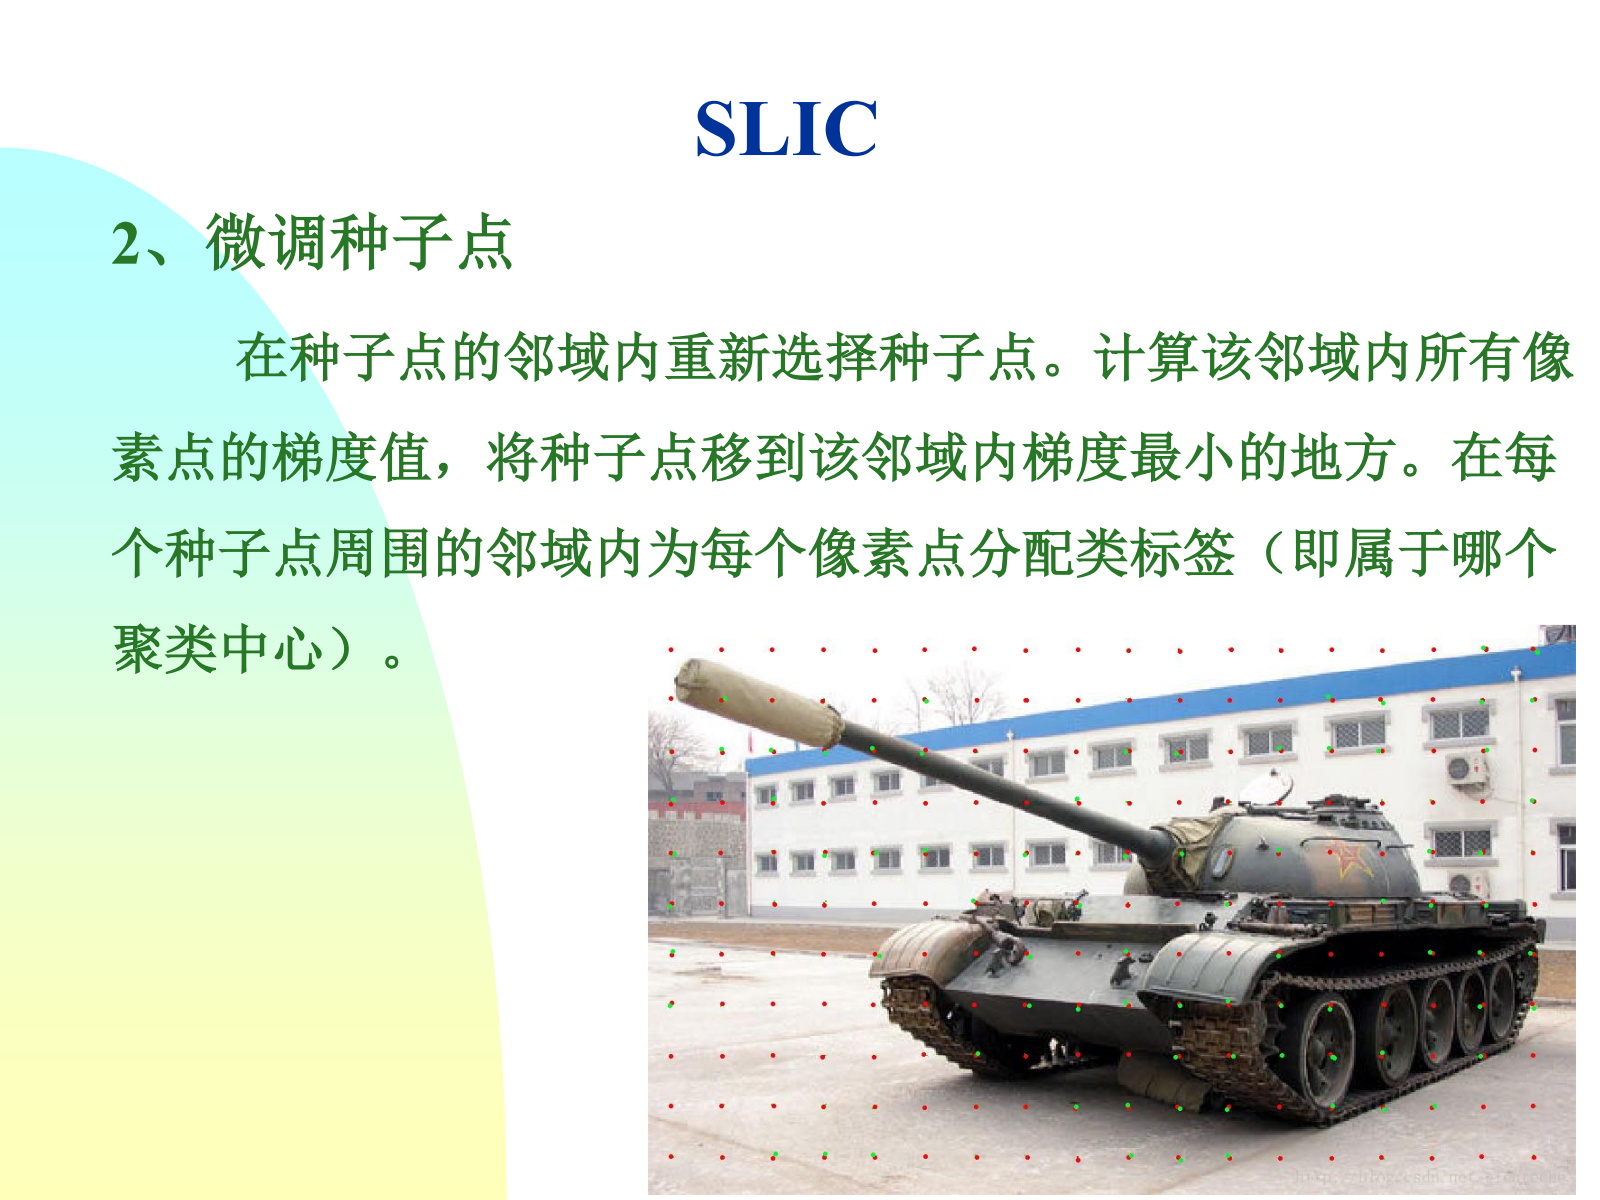 SLIC
2、微调种子点
在种子点的邻域内重新选择种子点。计算该邻域内所有像
素点的梯度值，将种子点移到该邻域内梯度最小的地方。在每
个种子点周围的邻域内为每个像素点分配类标签（即属于哪个
聚类中心）。